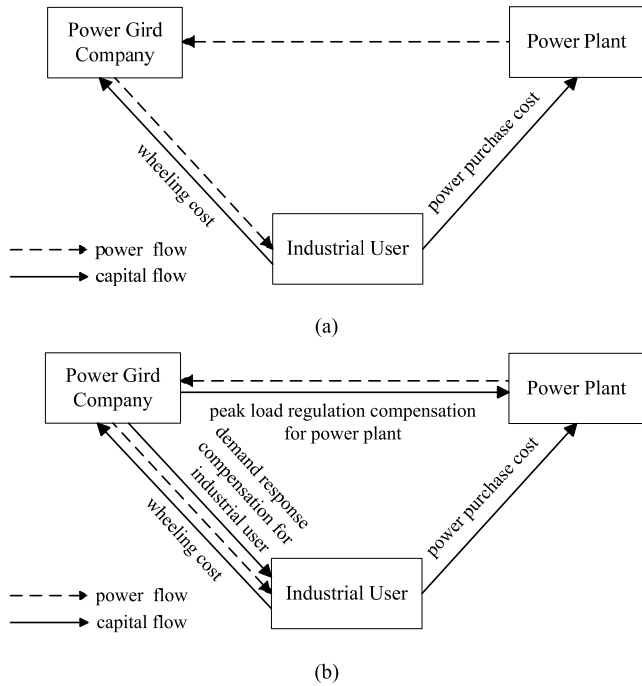 Power Gird
Company
Power Plant
wheeling cost
power purchase cost
Industrial User
power flow
capital flow
(a)
Power Gird
Company
Power Plant
peak load regulation compensation
for power plant
demand response
compensation for
industrial user
wheeling cost
power purchase cost
Industrial User
power flow
capital flow
(b)